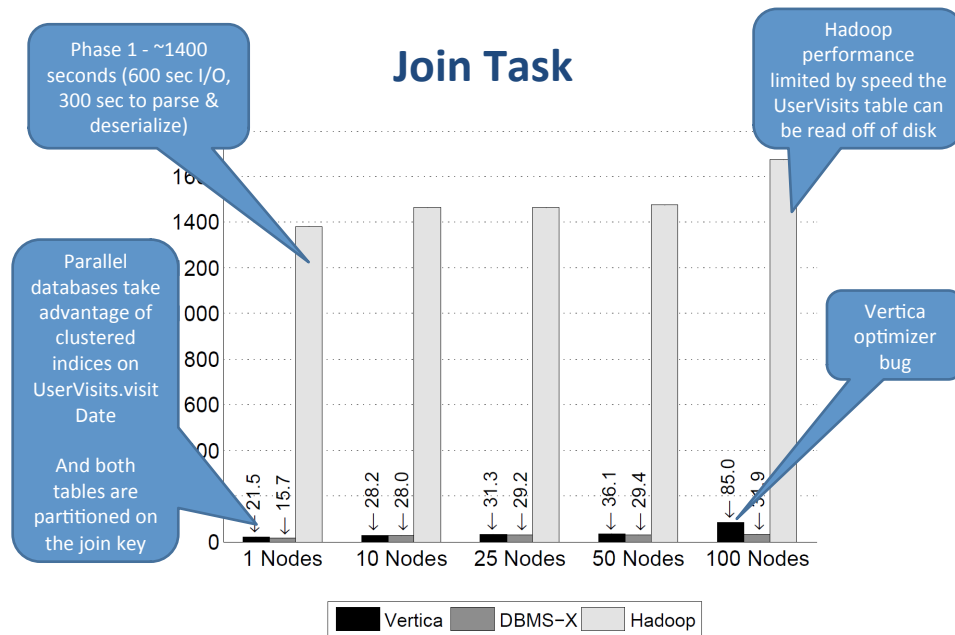 Phase 1 - ~1400
seconds (600 sec I/O,
300 sec to parse &
deserialize)
Join Task
Hadoop
performance
limited by speed the
UserVisits table can
be read off of disk
1400
200
000
800
600
0
Parallel
databases take
advantage of
clustered
indices on
UserVisits.visit
Date
And both
tables are
partitioned on
the join key
Vertica
optimizer
bug
← 21.5
← 15.7
← 28.2
← 28.0
← 31.3
← 29.2
← 36.1
← 29.4
← 85.0
1 Nodes
10 Nodes
25 Nodes
50 Nodes
100 Nodes
Vertica
DBMS−X
Hadoop